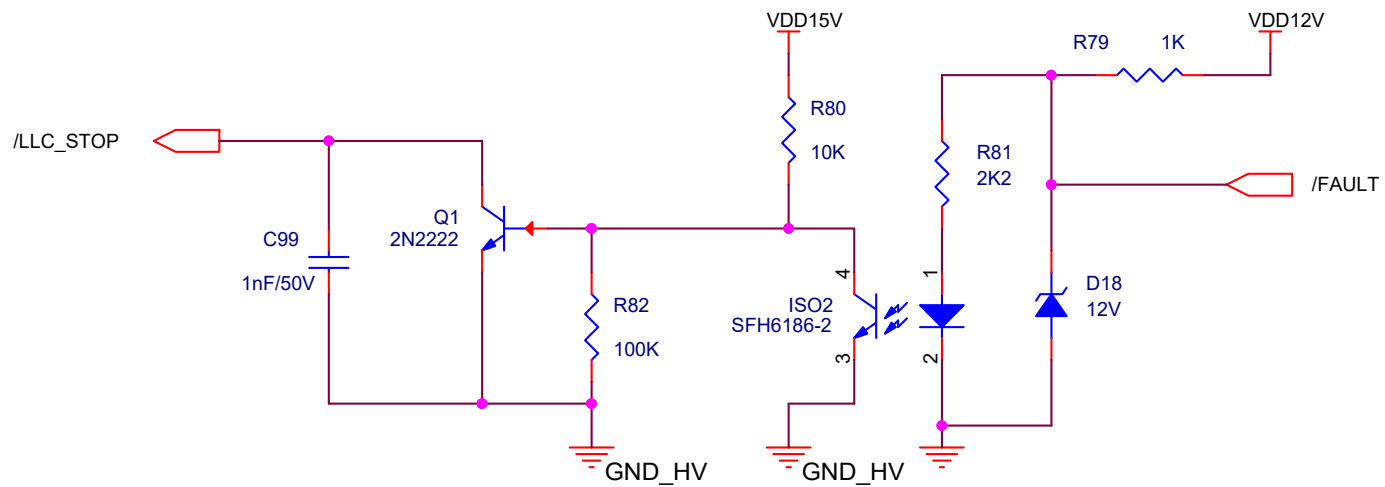 VDD15V
VDD12V
R79 1K
R80
10K
/LLC_STOP
R81
2K2
/FAULT
Q1
2N2222
C99
1nF/50V
4
1
R82
100K
ISO2
SFH6186-2
D18
12V
3
2
GND_HV
GND_HV